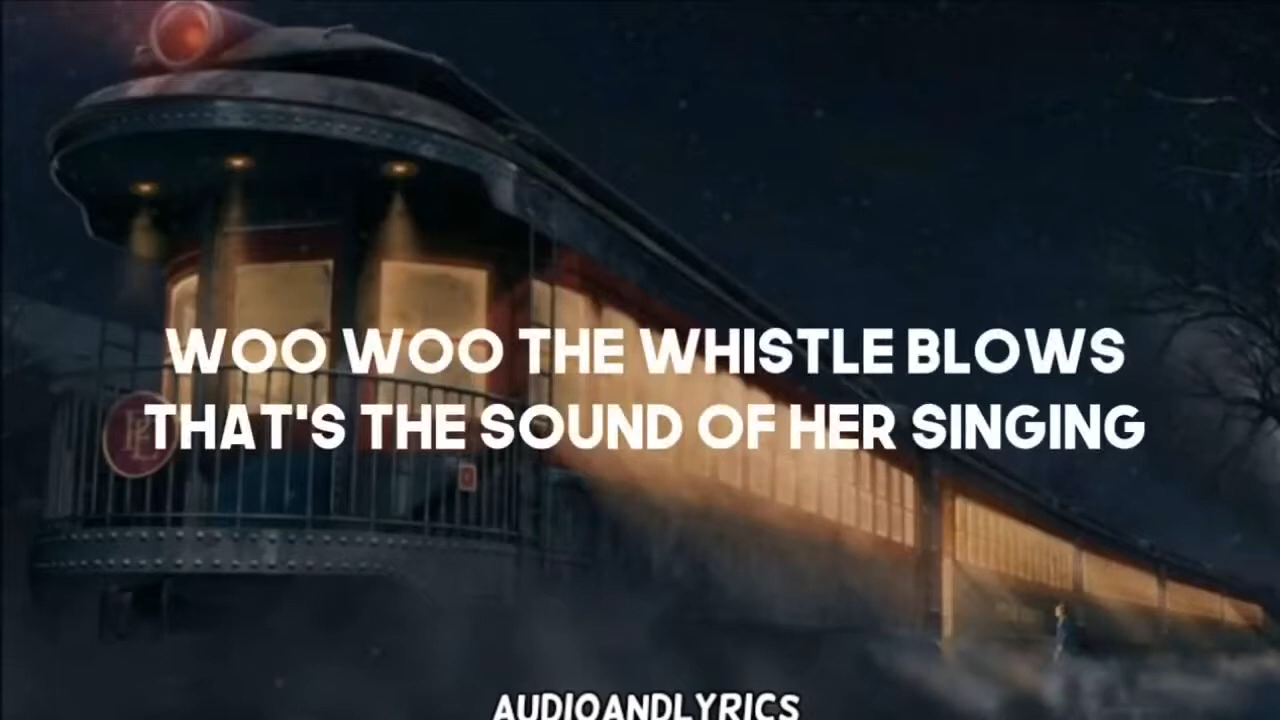 WOO WOO THE WHISTLE BLOWS
THAT'S THE SOUND OF HER SINGING
AUDIOANDLYRICS